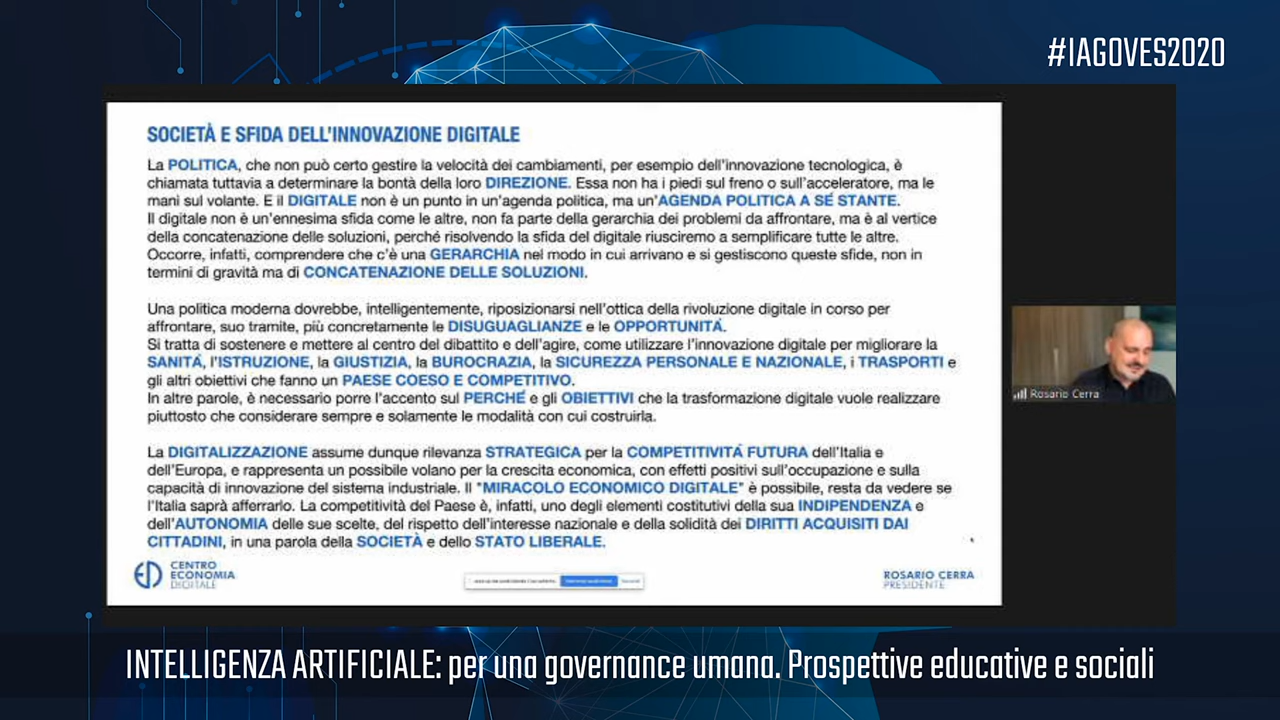 #IAGOVES2020
SOCIETÀ E SFIDA DELL'INNOVAZIONE DIGITALE
La POLITICA, che non può certo gestire la velocità dei cambiamenti, per esempio dell'innovazione tecnologica, è
chiamata tuttavia a determinare la bontà della loro DIREZIONE. Essa non ha i piedi sul freno o sull'acceleratore, ma le
mani sul volante. E il DIGITALE non è un punto in un'agenda politica, ma un'AGENDA POLITICA A SÉ STANTE.
Il digitale non è un'ennesima sfida come le altre, non fa parte della gerarchia dei problemi da affrontare, ma è al vertice
della concatenazione delle soluzioni, perché risolvendo la sfida del digitale riusciremo a semplificare tutte le altre.
Occorre, infatti, comprendere che c'è una GERARCHIA nel modo in cui arrivano e si gestiscono queste sfide, non in
termini di gravità ma di CONCATENAZIONE DELLE SOLUZIONI.
Una politica moderna dovrebbe, intelligentemente, riposizionarsi nell'ottica della rivoluzione digitale in corso per
affrontare, suo tramite, più concretamente le DISUGUAGLIANZE e le OPPORTUNITÁ.
Si tratta di sostenere e mettere al centro del dibattito e dell'agire, come utilizzare l'innovazione digitale per migliorare la
SANITÁ, l'ISTRUZIONE, la GIUSTIZIA, la BUROCRAZIA, la SICUREZZA PERSONALE E NAZIONALE, i TRASPORTI e
gli altri obiettivi che fanno un PAESE COESO E COMPETITIVO.
In altre parole, è necessario porre l'accento sul PERCHÉ e gli OBIETTIVI che la trasformazione digitale vuole realizzare
piuttosto che considerare sempre e solamente le modalità con cui costruirla.
La DIGITALIZZAZIONE assume dunque rilevanza STRATEGICA per la COMPETITIVITÁ FUTURA dell'Italia e
dell'Europa, e rappresenta un possibile volano per la crescita economica, con effetti positivi sull'occupazione e sulla
capacità di innovazione del sistema industriale. Il "MIRACOLO ECONOMICO DIGITALE" è possibile, resta da vedere se
l'Italia saprà afferrarlo. La competitività del Paese è, infatti, uno degli elementi costitutivi della sua INDIPENDENZA e
dell'AUTONOMIA delle sue scelte, del rispetto dell'interesse nazionale e della solidità dei DIRITTI ACQUISITI DAI
CITTADINI, in una parola della SOCIETÀ e dello STATO LIBERALE.
CENTRO
ECONOMIA
DIGITALE
ROSARIO CERRA
PRESIDENTE
Rosario Cerra
INTELLIGENZA ARTIFICIALE: per una governance umana. Prospettive educative e sociali